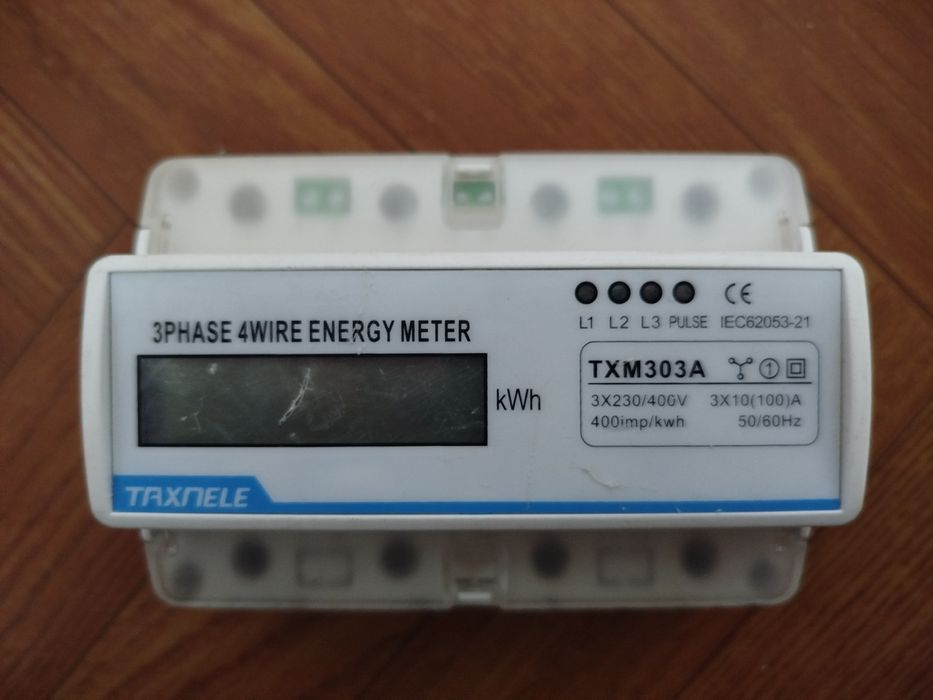 3PHASE 4WIRE ENERGY METER
kWh
L1 L2 L3 PULSE
CE
IEC62053-21
TXM303A
1
3X230/400V 3X10(100)A
400imp/kwh 50/60Hz
TAXNELE